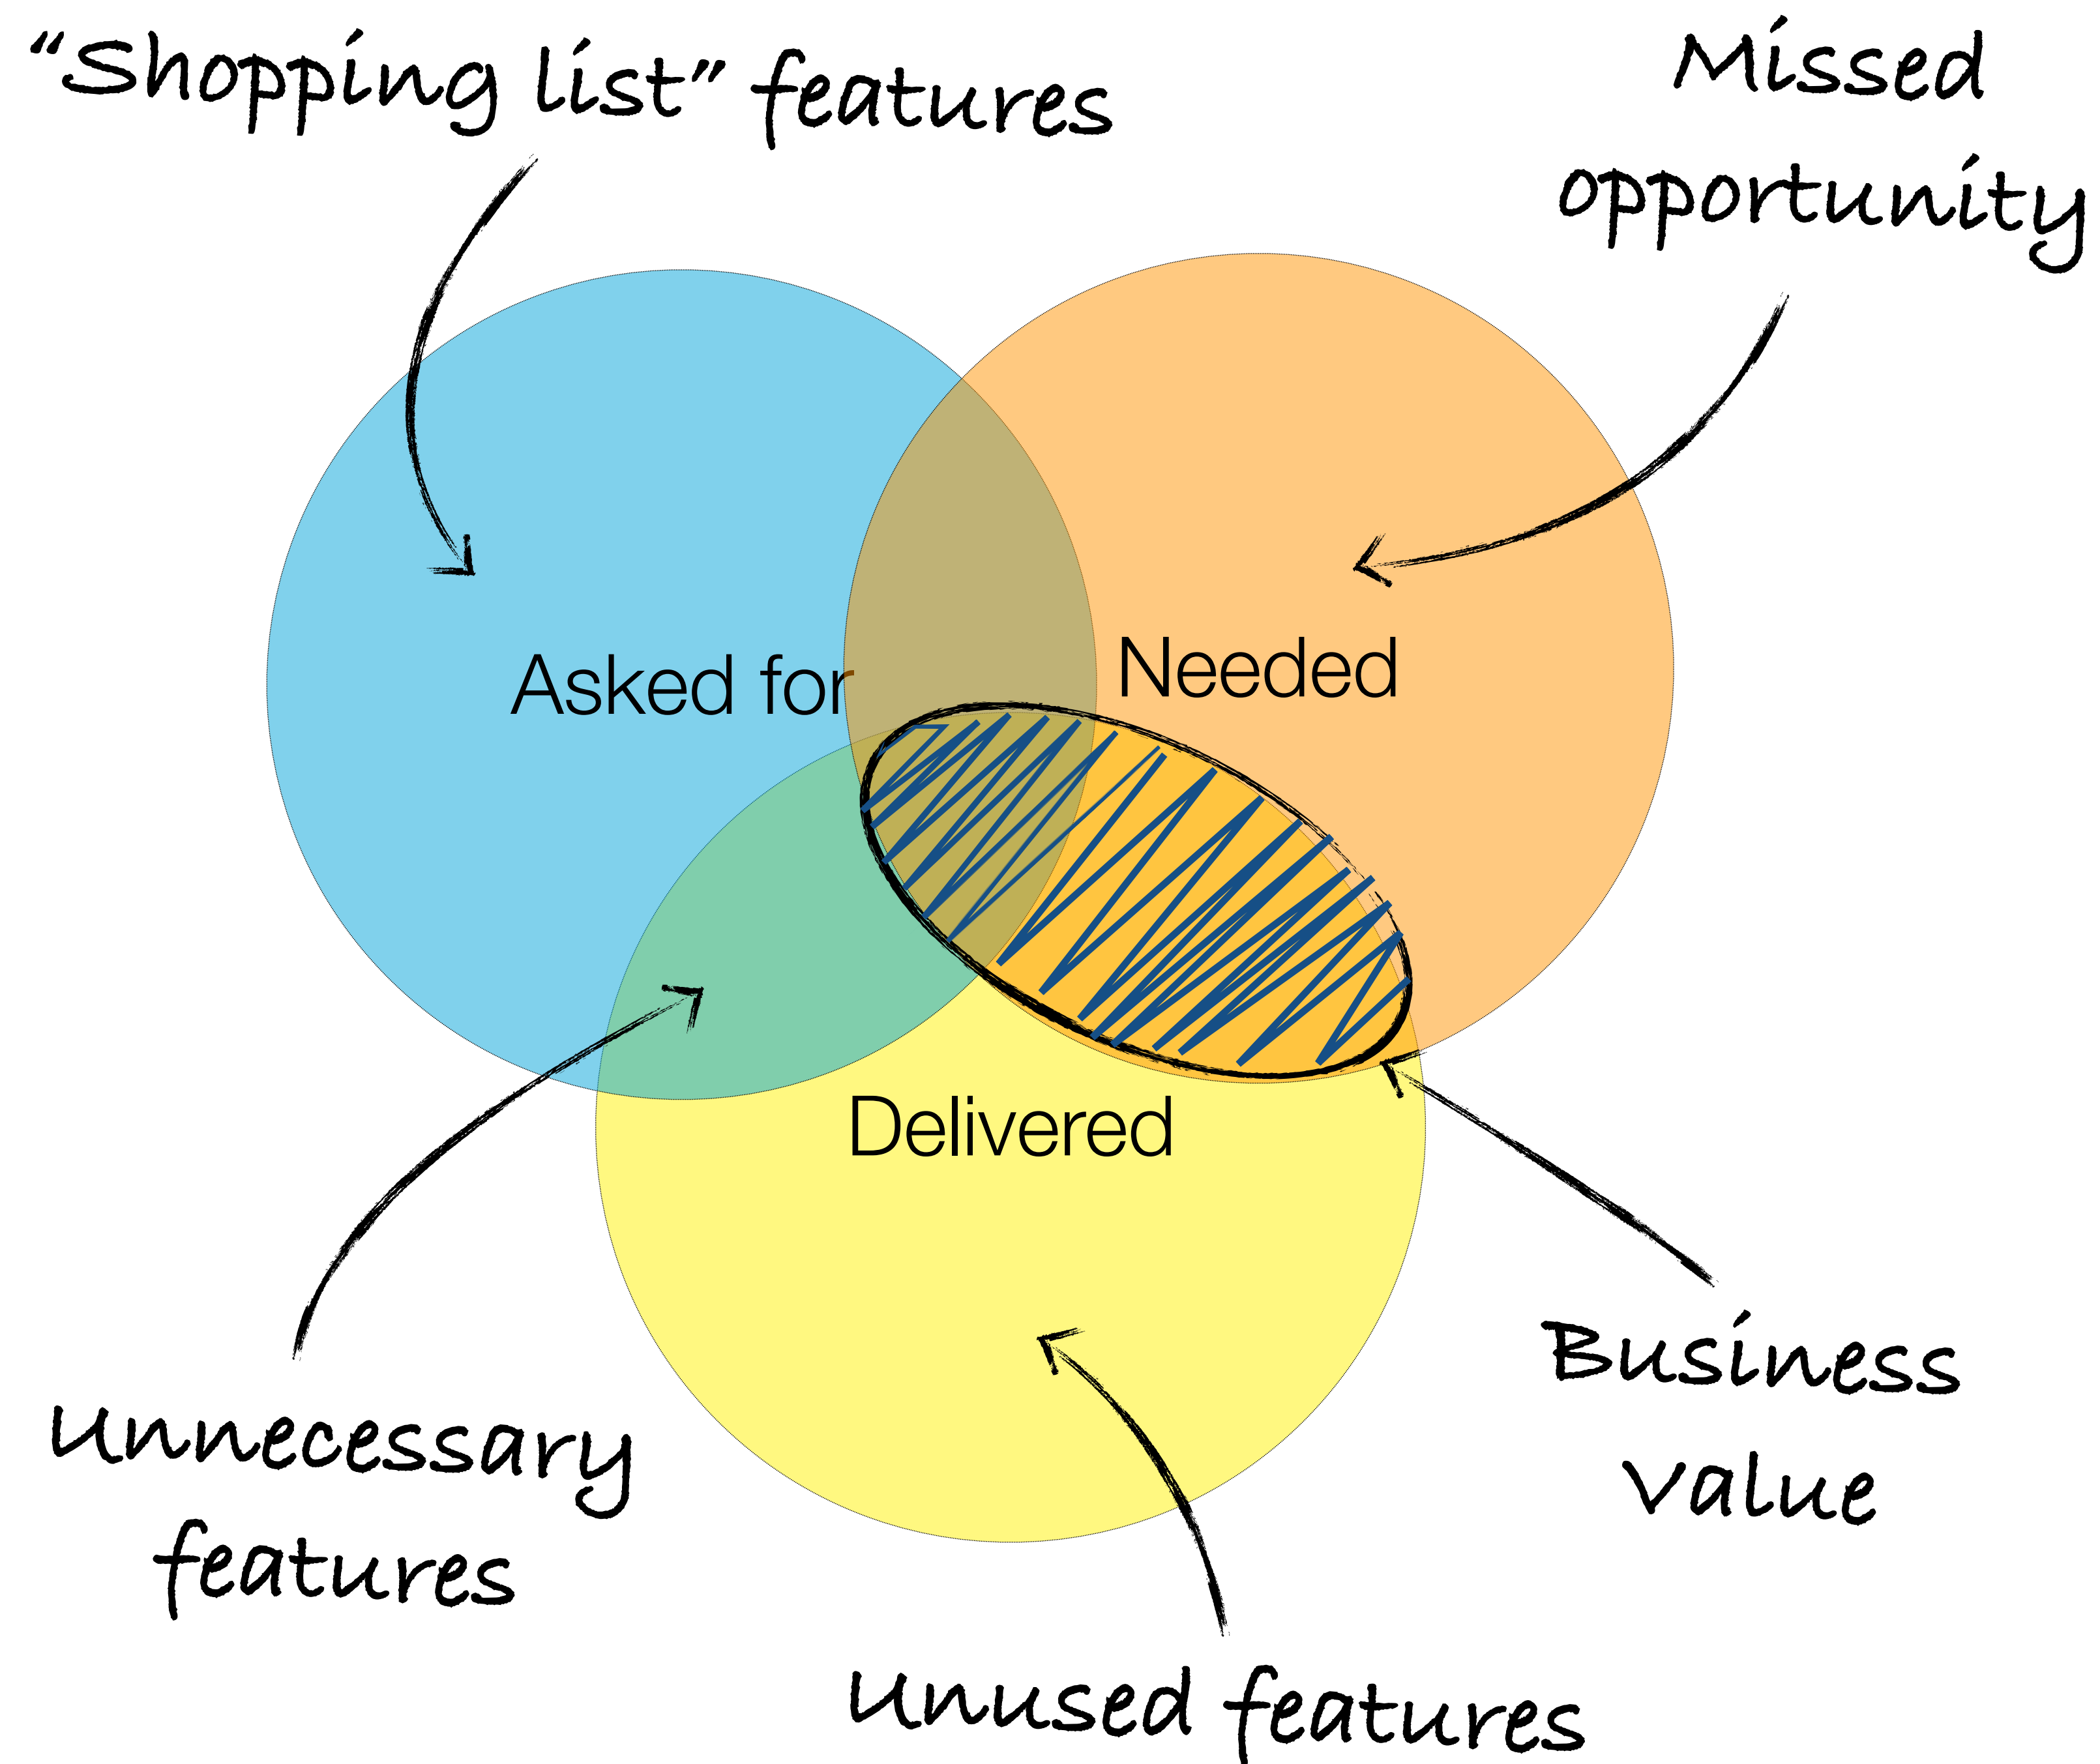 “Shopping list” features
Missed
opportunity
Asked for
Needed
Delivered
Unnecessary
features
Business
Value
Unused features